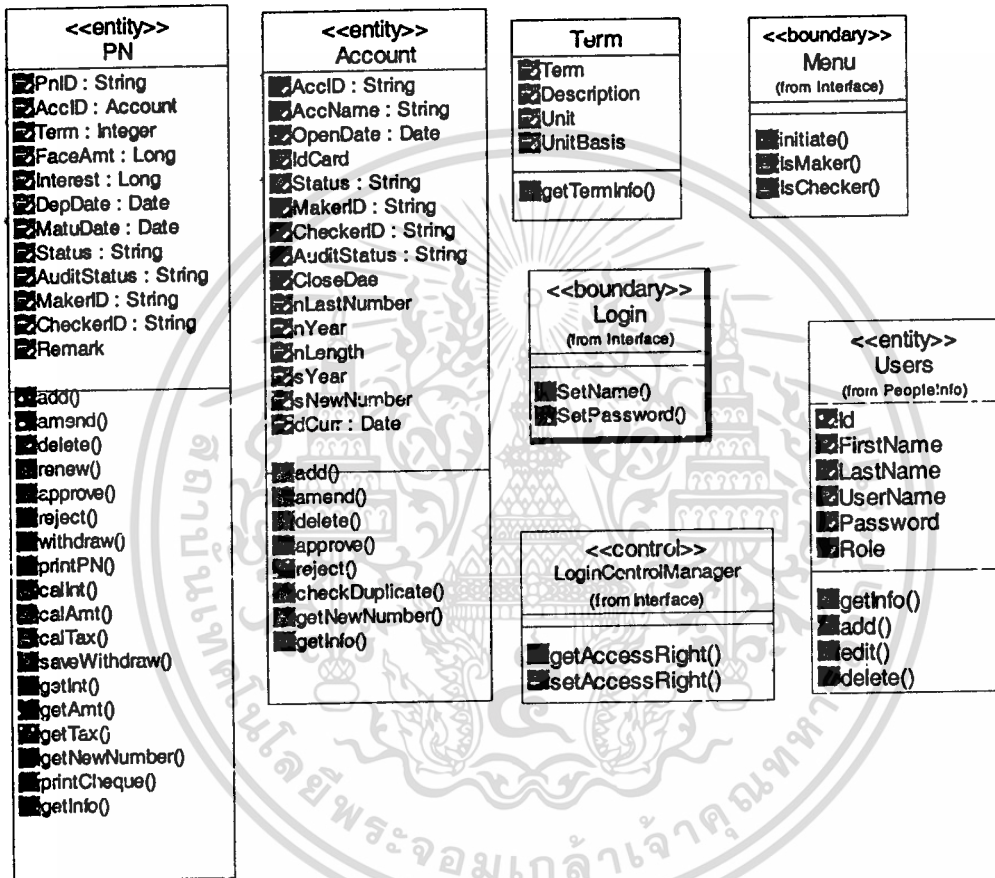 <<entity>>
PN
PnID : String
AccID : Account
Term : Integer
FaceAmt : Long
Interest : Long
DepDate : Date
MatuDate : Date
Status : String
AuditStatus : String
MakerID : String
CheckerID : String
Remark
add()
amend()
delete()
renew()
approve()
reject()
withdraw()
printPN()
calInt()
calAmt()
calTax()
saveWithdraw()
getInt()
getAmt()
getTax()
getNewNumber()
printCheque()
getInfo()
<<entity>>
Account
AccID : String
AccName : String
OpenDate : Date
IdCard
Status : String
MakerID : String
CheckerID : String
AuditStatus : String
CloseDae
nLastNumber
nYear
nLength
sYear
sNewNumber
dCurr : Date
add()
amend()
delete()
approve()
reject()
checkDuplicate()
getNewNumber()
getInfo()
Term
Term
Description
Unit
UnitBasis
getTermInfo()
<<boundary>>
Menu
(from Interface)
initiate()
IsMaker()
IsChecker()
<<boundary>>
Login
(from Interface)
SetName()
SetPassword()
<<control>>
LoginControlManager
(from Interface)
getAccessRight()
setAccessRight()
<<entity>>
Users
(from PeopleInfo)
Id
FirstName
LastName
UserName
Password
Role
getInfo()
add()
edit()
delete()